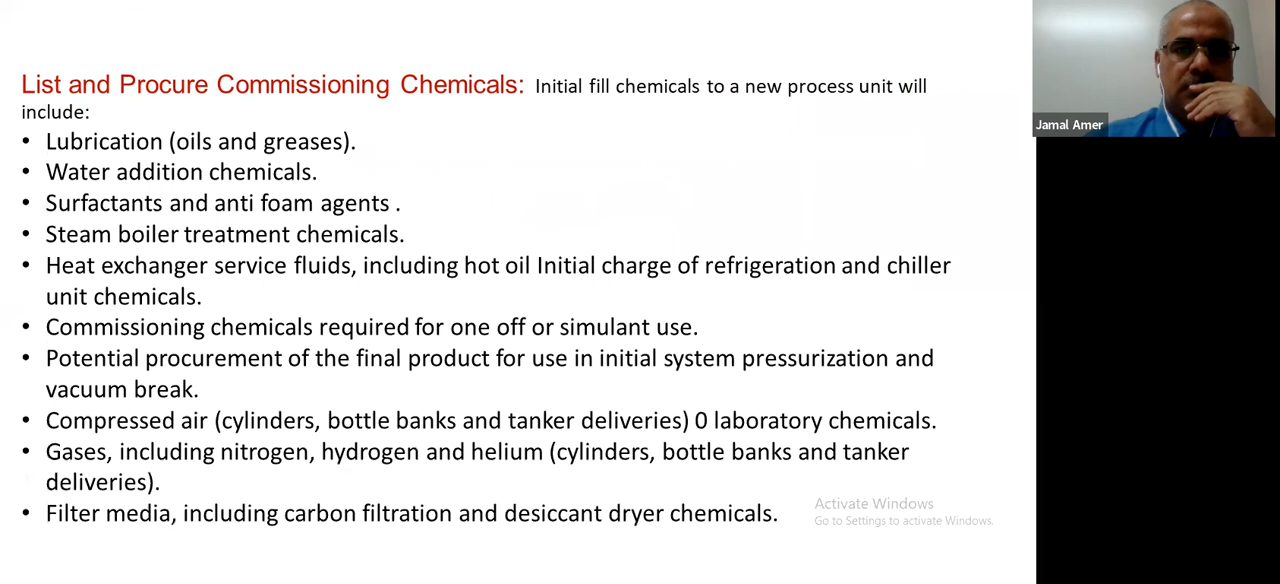 List and Procure Commissioning Chemicals: Initial fill chemicals to a new process unit will
include:
• Lubrication (oils and greases).
• Water addition chemicals.
• Surfactants and anti foam agents .
• Steam boiler treatment chemicals.
• Heat exchanger service fluids, including hot oil Initial charge of refrigeration and chiller
unit chemicals.
• Commissioning chemicals required for one off or simulant use.
• Potential procurement of the final product for use in initial system pressurization and
vacuum break.
• Compressed air (cylinders, bottle banks and tanker deliveries) 0 laboratory chemicals.
• Gases, including nitrogen, hydrogen and helium (cylinders, bottle banks and tanker
deliveries).
• Filter media, including carbon filtration and desiccant dryer chemicals.
Activate Windows
Go to Settings to activate Windows.
Jamal Amer